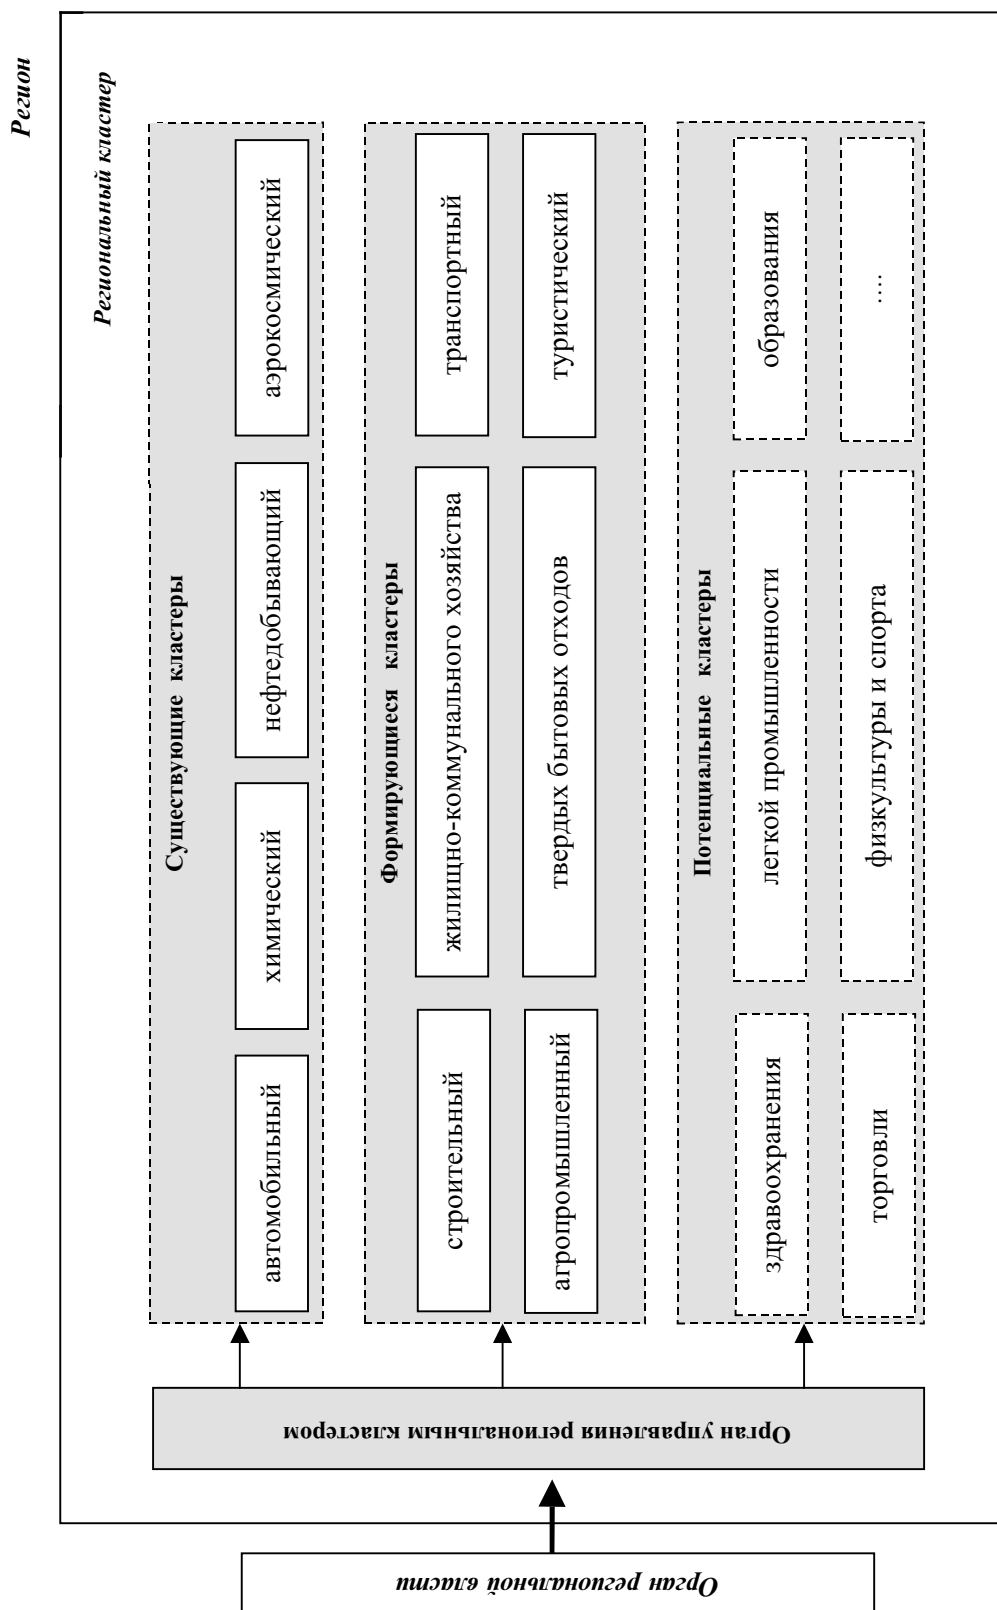 Регион
Региональный кластер
Существующие кластеры
автомобильный
химический
нефтедобывающий
аэрокосмический
Формирующиеся кластеры
строительный
жилищно-коммунального хозяйства
транспортный
агропромышленный
твердых бытовых отходов
туристический
Потенциальные кластеры
здравоохранения
легкой промышленности
образования
торговли
физкультуры и спорта
....
Орган управления региональным кластером
Орган региональной власти